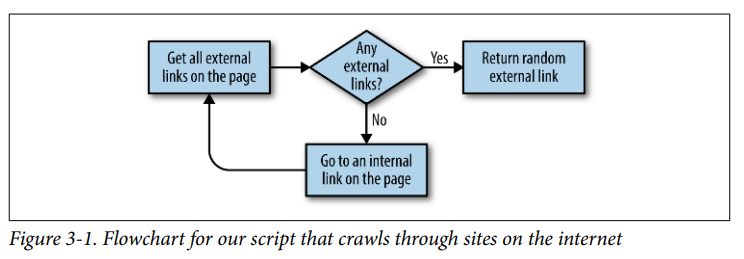 Get all external
links on the page
Any
external
links?
Yes
Return random
external link
No
Go to an internal
link on the page
Figure 3-1. Flowchart for our script that crawls through sites on the internet